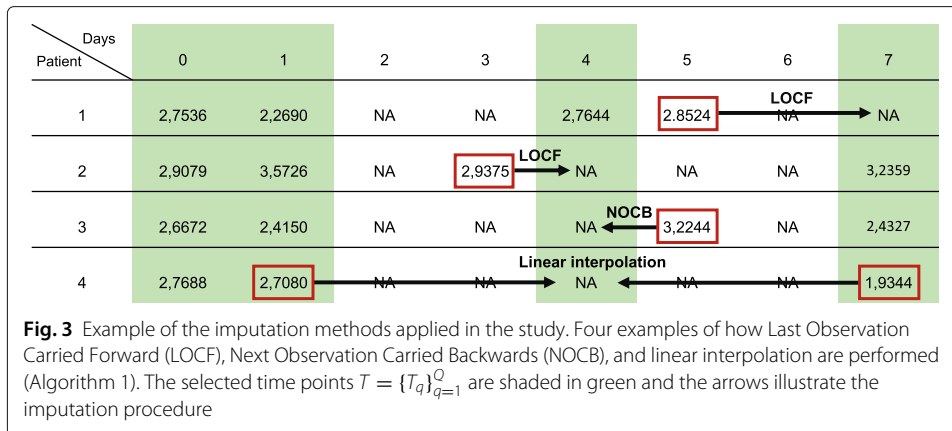 Days
Patient 0 1 2 3 4 5 6 7
LOCF
1 2,7536 2,2690 NA NA 2,7644 2.8524 NA NA
LOCF
2 2,9079 3,5726 NA 2,9375 NA NA NA 3,2359
NOCB
3 2,6672 2,4150 NA NA NA 3,2244 NA 2,4327
Linear interpolation
4 2,7688 2,7080 NA NA NA NA NA 1,9344
Fig. 3 Example of the imputation methods applied in the study. Four examples of how Last Observation
Carried Forward (LOCF), Next Observation Carried Backwards (NOCB), and linear interpolation are performed
(Algorithm 1). The selected time points T = {T_q}_{q=1}^Q are shaded in green and the arrows illustrate the
imputation procedure